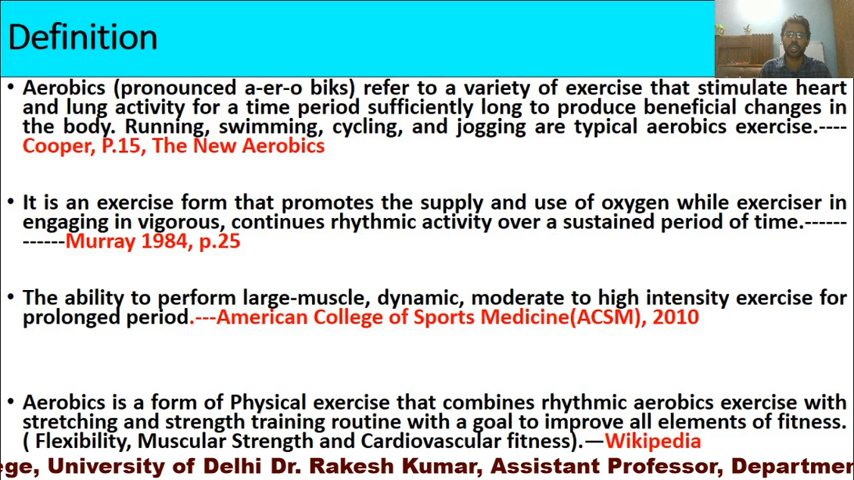 Definition
• Aerobics (pronounced a-er-o biks) refer to a variety of exercise that stimulate heart
and lung activity for a time period sufficiently long to produce beneficial changes in
the body. Running, swimming, cycling, and jogging are typical aerobics exercise.----
Cooper, P.15, The New Aerobics
• It is an exercise form that promotes the supply and use of oxygen while exerciser in
engaging in vigorous, continues rhythmic activity over a sustained period of time.-------
------Murray 1984, p.25
• The ability to perform large-muscle, dynamic, moderate to high intensity exercise for
prolonged period.---American College of Sports Medicine(ACSM), 2010
• Aerobics is a form of Physical exercise that combines rhythmic aerobics exercise with
stretching and strength training routine with a goal to improve all elements of fitness.
( Flexibility, Muscular Strength and Cardiovascular fitness).—Wikipedia
ege, University of Delhi Dr. Rakesh Kumar, Assistant Professor, Departmen